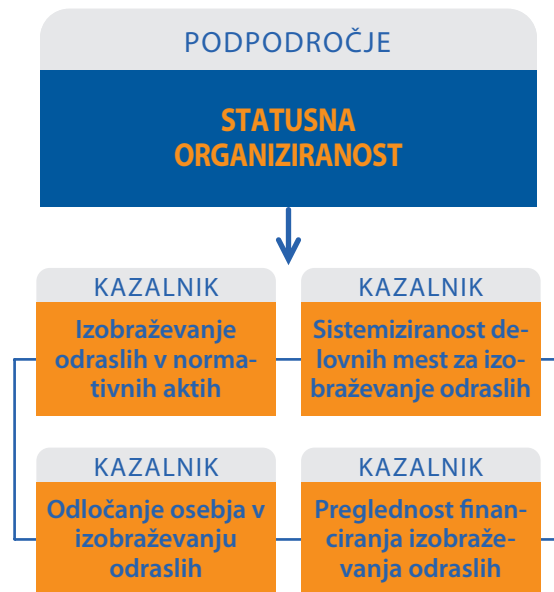 PODPODROČJE
STATUSNA
ORGANIZIRANOST
KAZALNIK
Izobraževanje
odraslih v norma-
tivnih aktih
KAZALNIK
Sistemiziranost de-
lovnih mest za izo-
braževanje odraslih
KAZALNIK
Odločanje osebja v
izobraževanju
odraslih
KAZALNIK
Preglednost finan-
ciranja izobraže-
vanja odraslih